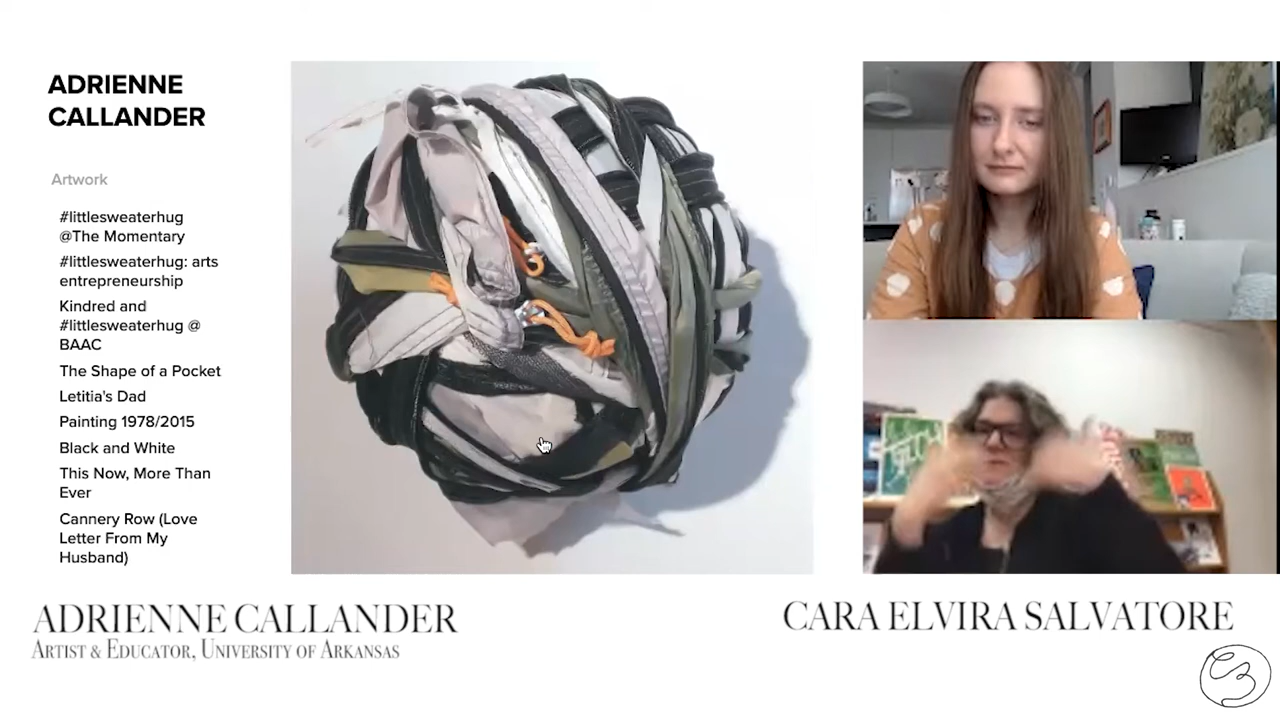 ADRIENNE
CALLANDER
Artwork
#littlesweaterhug
@The Momentary
#littlesweaterhug: arts
entrepreneurship
Kindred and
#littlesweaterhug @
BAAC
The Shape of a Pocket
Letitia's Dad
Painting 1978/2015
Black and White
This Now, More Than
Ever
Cannery Row (Love
Letter From My
Husband)
ADRIENNE CALLANDER
ARTIST & EDUCATOR, UNIVERSITY OF ARKANSAS
CARA ELVIRA SALVATORE